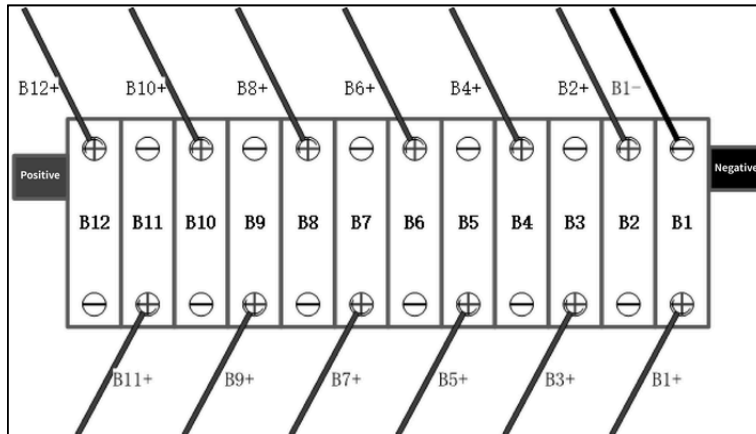 B12+ B10+ B8+ B6+ B4+ B2+ B1-
Positive
Negative
B12 B11 B10 B9 B8 B7 B6 B5 B4 B3 B2 B1
B11+ B9+ B7+ B5+ B3+ B1+